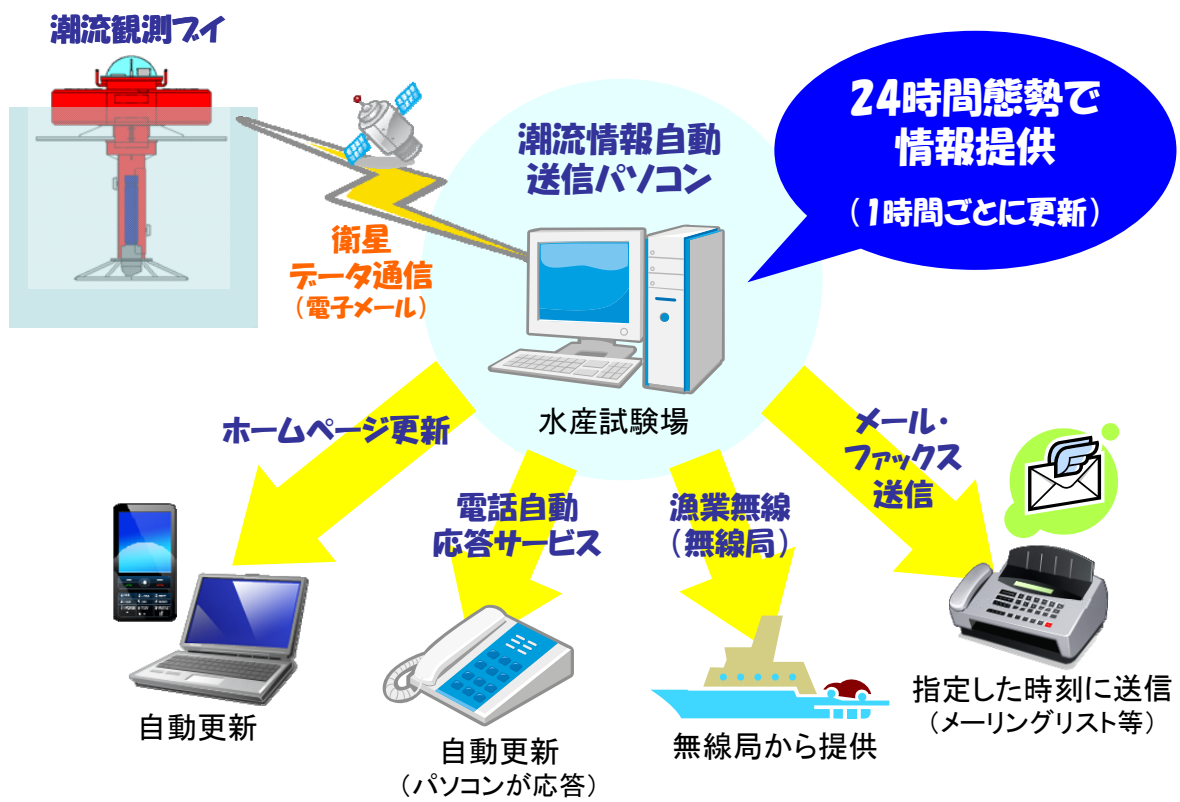 潮流観測ブイ
24時間態勢で
情報提供
（1時間ごとに更新）
潮流情報自動
送信パソコン
衛星
データ通信
（電子メール）
水産試験場
ホームページ更新
電話自動
応答サービス
漁業無線
（無線局）
メール・
ファックス
送信
自動更新
自動更新
（パソコンが応答）
無線局から提供
指定した時刻に送信
（メーリングリスト等）